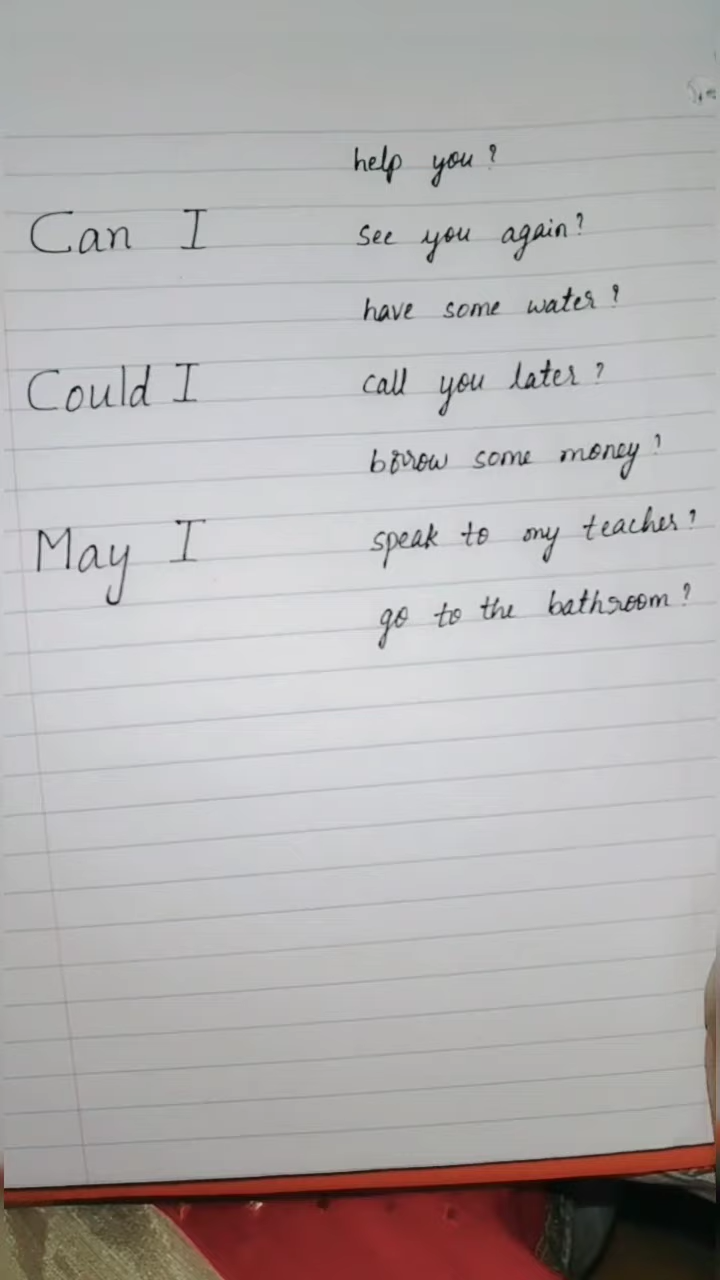 help you?
Can I see you again?
have some water?
Could I call you later?
borrow some money?
May I speak to my teacher?
go to the bathroom?